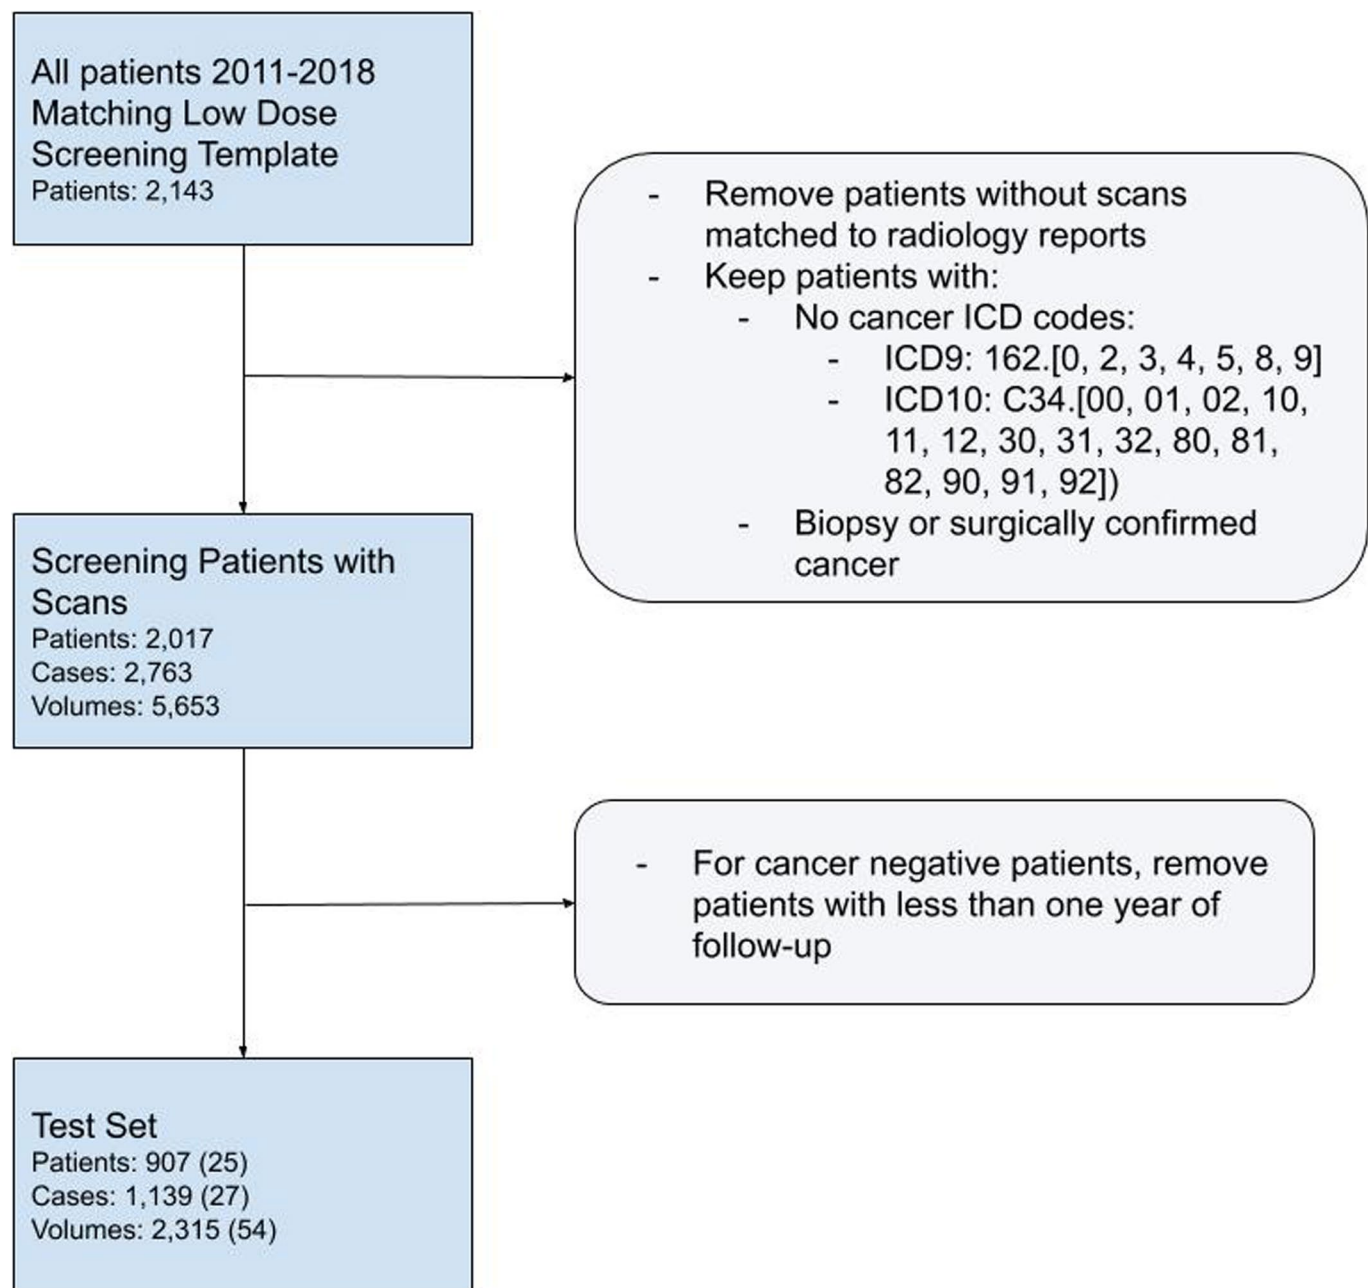 All patients 2011-2018
Matching Low Dose
Screening Template
Patients: 2,143
- Remove patients without scans
matched to radiology reports
- Keep patients with:
- No cancer ICD codes:
- ICD9: 162.[0, 2, 3, 4, 5, 8, 9]
- ICD10: C34.[00, 01, 02, 10,
11, 12, 30, 31, 32, 80, 81,
82, 90, 91, 92])
- Biopsy or surgically confirmed
cancer
Screening Patients with
Scans
Patients: 2,017
Cases: 2,763
Volumes: 5,653
- For cancer negative patients, remove
patients with less than one year of
follow-up
Test Set
Patients: 907 (25)
Cases: 1,139 (27)
Volumes: 2,315 (54)